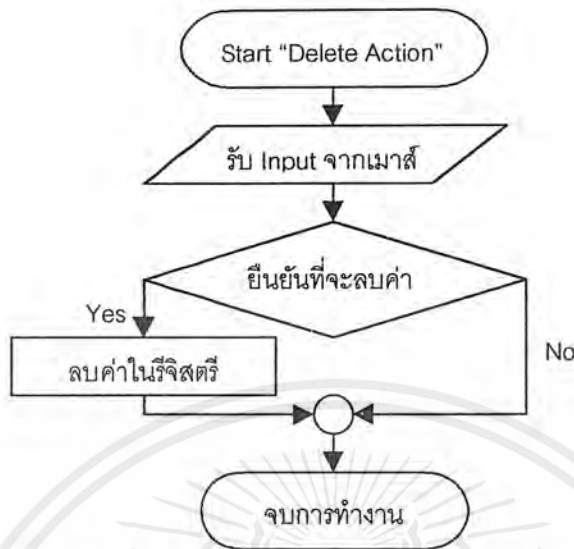 Start “Delete Action”
รับ Input จากเมาส์
ยืนยันที่จะลบค่า
Yes
No
ลบค่าในรีจิสตรี
จบการทำงาน